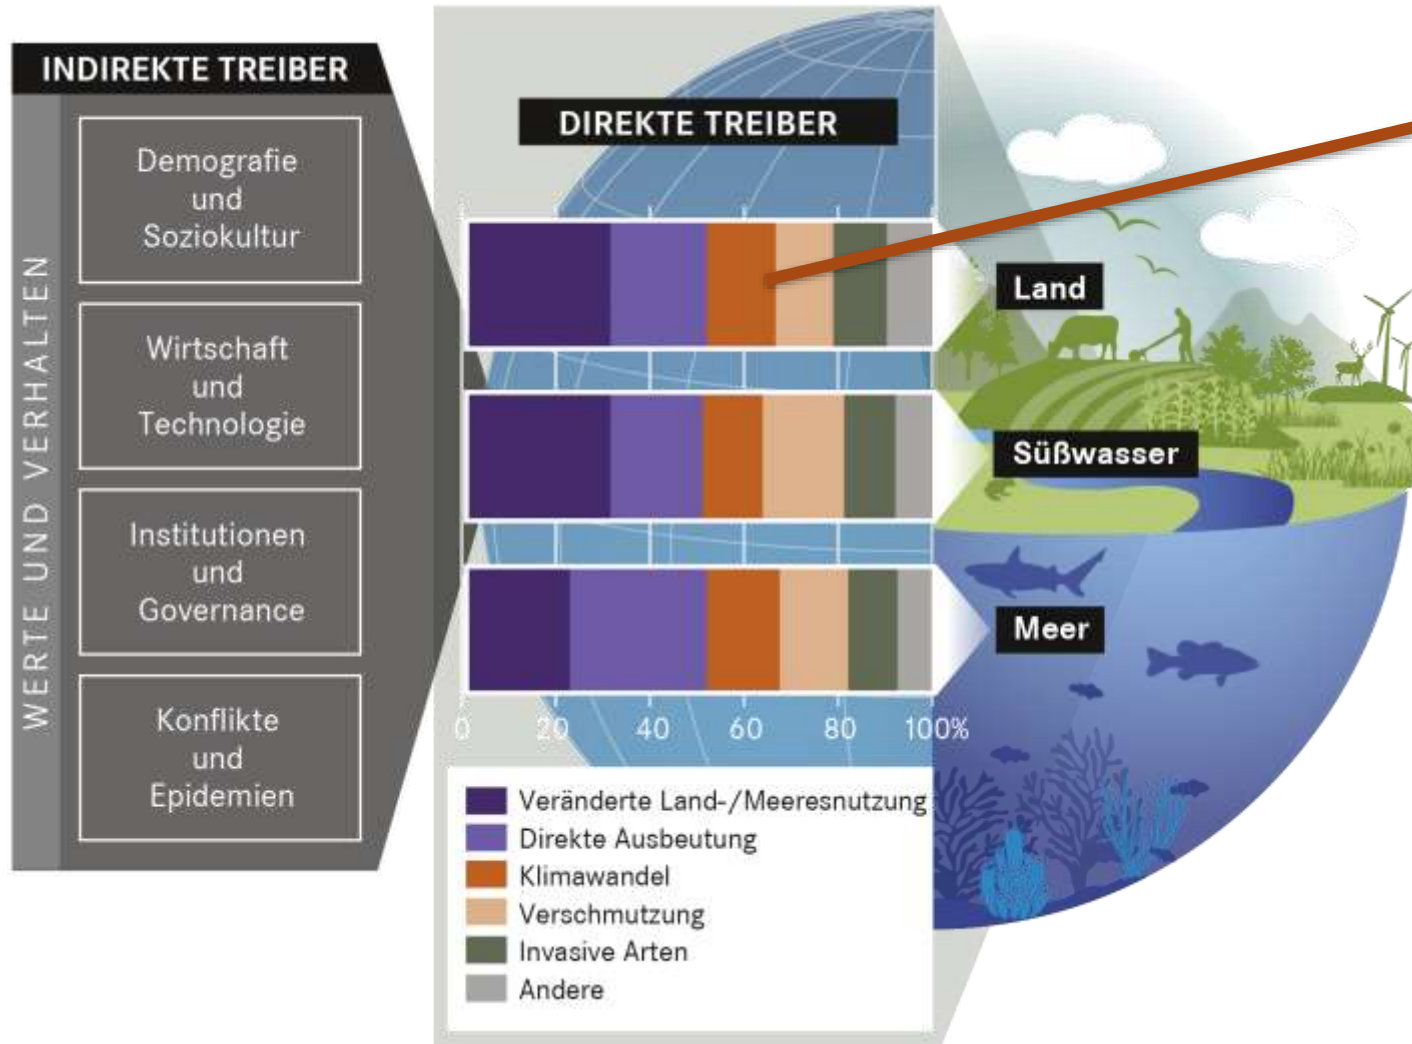 INDIREKTE TREIBER
WERTE UND VERHALTEN
Demografie
und
Soziokultur
Wirtschaft
und
Technologie
Institutionen
und
Governance
Konflikte
und
Epidemien
DIREKTE TREIBER
Land
Süßwasser
Meer
0 20 40 60 80 100%
Veränderte Land-/Meeresnutzung
Direkte Ausbeutung
Klimawandel
Verschmutzung
Invasive Arten
Andere